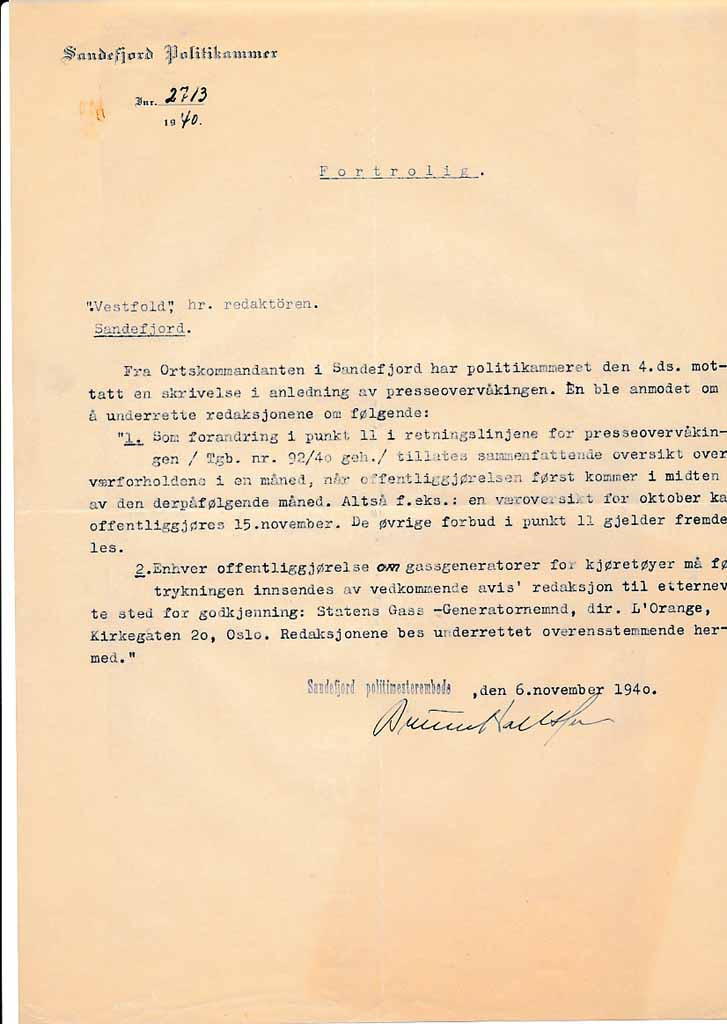 Sandefjord Politikammer
Jnr. 2713
1940.
Fortrolig.
"Vestfold", hr. redaktören.
Sandefjord.
Fra Ortskommandanten i Sandefjord har politikammeret den 4.ds. mot-
tatt en skrivelse i anledning av presseovervåkingen. Èn ble anmodet om
å underrette redaksjonene om følgende:
"1. Som forandring i punkt 11 i retningslinjene for presseovervåkin-
gen / Tgb. nr. 92/4o geh./ tillates sammenfattende oversikt over
værforholdene i en måned, når offentliggjørelsen først kommer i midten
av den derpåfølgende måned. Altså f.eks.: en væroversikt for oktober ka
offentliggjøres 15.november. De øvrige forbud i punkt 11 gjelder fremde
les.
2.Enhver offentliggjørelse om gassgeneratorer for kjøretøyer må fø
trykningen innsendes av vedkommende avis' redaksjon til etternev
te sted for godkjenning: Statens Gass -Generatornemnd, dir. L'Orange,
Kirkegaten 2o, Oslo. Redaksjonene bes underrettet overensstemmende her-
med."
Sandefjord politimesterembede ,den 6.november 194o.